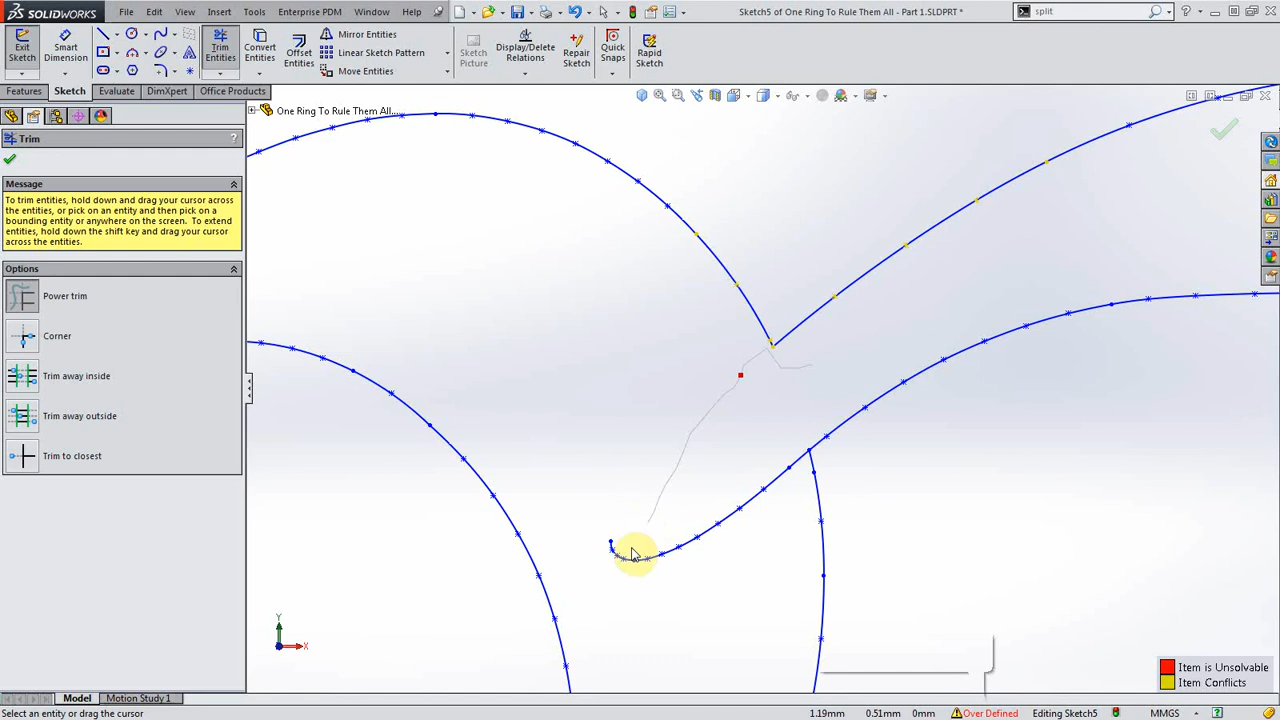 SOLIDWORKS File Edit View Insert Tools Enterprise PDM Window Help Sketch5 of One Ring To Rule Them All - Part 1.SLDPRT * split
Exit Sketch
Smart Dimension
Trim Entities
Convert Entities
Offset Entities
Mirror Entities
Linear Sketch Pattern
Move Entities
Sketch Picture
Display/Delete Relations
Repair Sketch
Quick Snaps
Rapid Sketch
Features Sketch Evaluate DimXpert Office Products
One Ring To Rule Them All...
Trim ?
Message
To trim entities, hold down and drag your cursor across the entities, or pick on an entity and then pick on a bounding entity or anywhere on the screen. To extend entities, hold down the shift key and drag your cursor across the entities.
Options
Power trim
Corner
Trim away inside
Trim away outside
Trim to closest
Y
X
Item is Unsolvable
Item Conflicts
Model Motion Study 1
Select an entity or drag the cursor 1.19mm 0.51mm 0mm Over Defined Editing Sketch5 MMGS ?